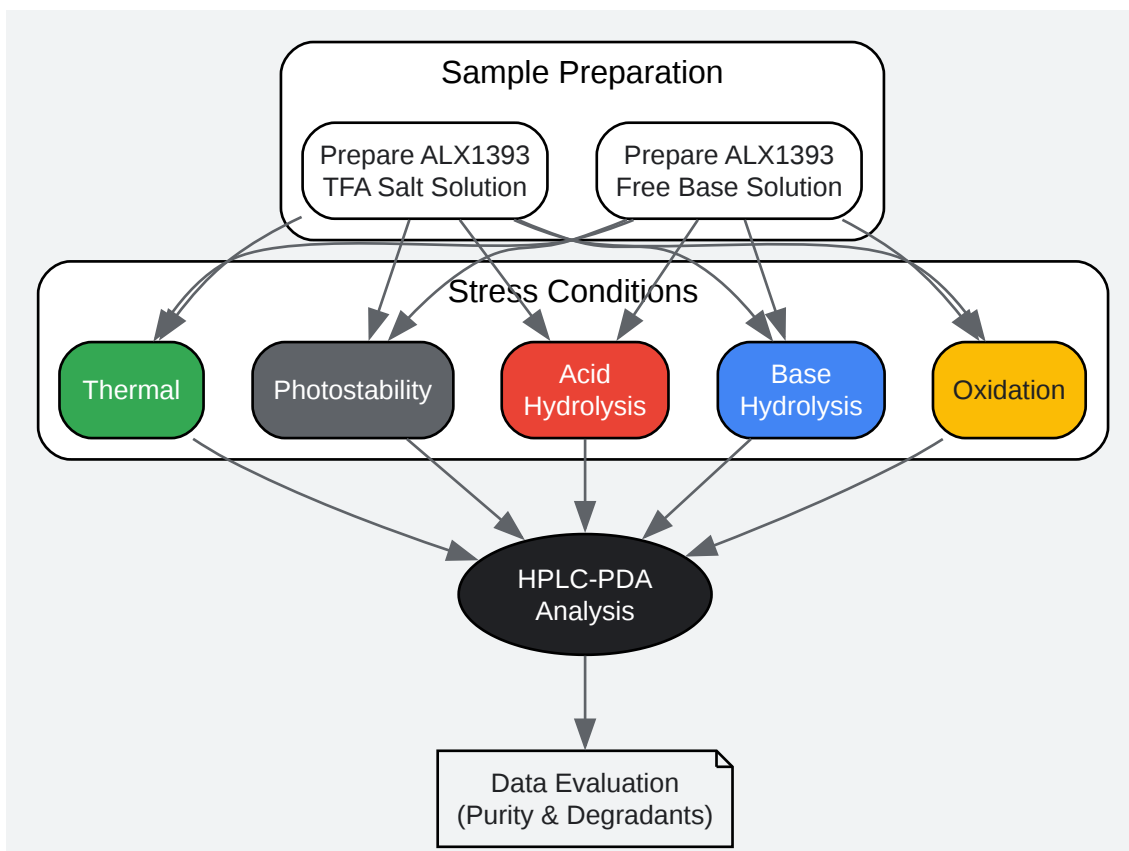 Sample Preparation
Prepare ALX1393
TFA Salt Solution
Prepare ALX1393
Free Base Solution
Stress Conditions
Thermal
Photostability
Acid
Hydrolysis
Base
Hydrolysis
Oxidation
HPLC-PDA
Analysis
Data Evaluation
(Purity & Degradants)